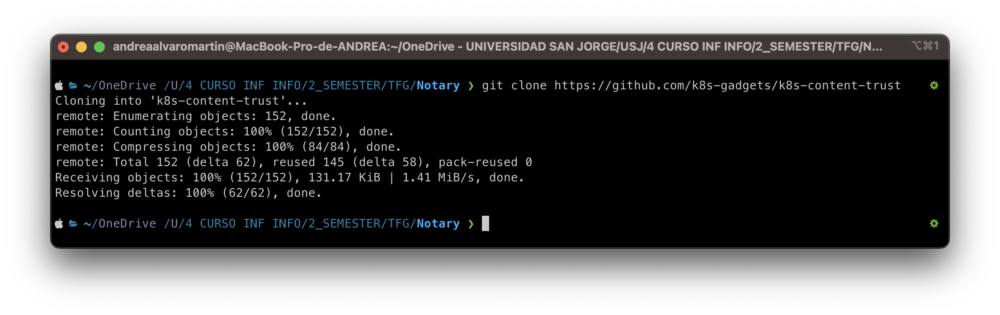 andreaalvaromartin@MacBook-Pro-de-ANDREA:~/OneDrive - UNIVERSIDAD SAN JORGE/USJ/4 CURSO INF INFO/2_SEMESTER/TFG/N... ⌥⌘1
~/OneDrive /U/4 CURSO INF INFO/2_SEMESTER/TFG/Notary ❯ git clone https://github.com/k8s-gadgets/k8s-content-trust
Cloning into 'k8s-content-trust'...
remote: Enumerating objects: 152, done.
remote: Counting objects: 100% (152/152), done.
remote: Compressing objects: 100% (84/84), done.
remote: Total 152 (delta 62), reused 145 (delta 58), pack-reused 0
Receiving objects: 100% (152/152), 131.17 KiB | 1.41 MiB/s, done.
Resolving deltas: 100% (62/62), done.
~/OneDrive /U/4 CURSO INF INFO/2_SEMESTER/TFG/Notary ❯